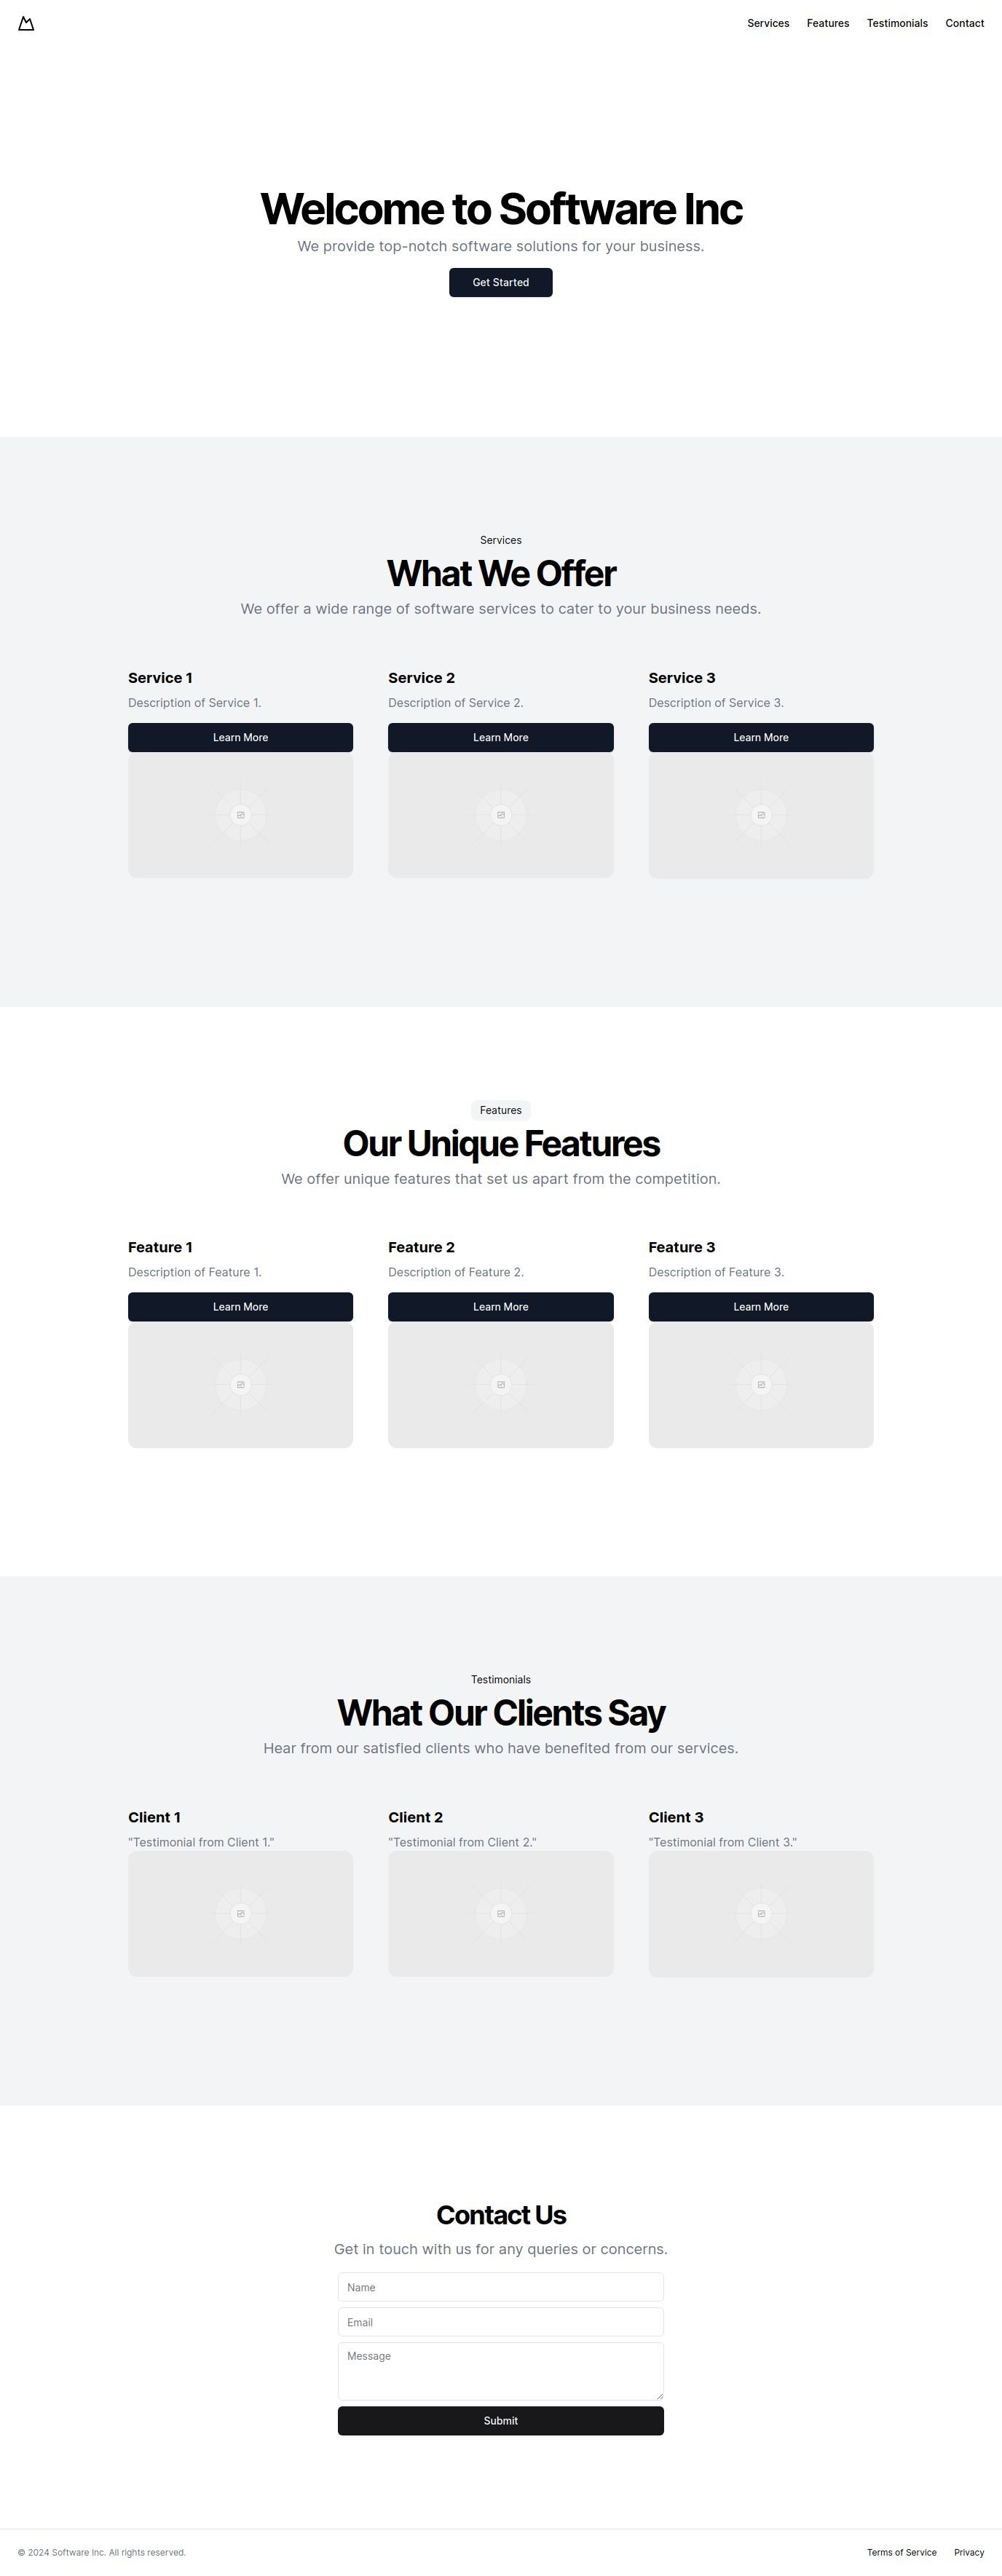 Services Features Testimonials Contact
Welcome to Software Inc
We provide top-notch software solutions for your business.
Get Started
Services
What We Offer
We offer a wide range of software services to cater to your business needs.
Service 1 Service 2 Service 3
Description of Service 1. Description of Service 2. Description of Service 3.
Learn More Learn More Learn More
Features
Our Unique Features
We offer unique features that set us apart from the competition.
Feature 1 Feature 2 Feature 3
Description of Feature 1. Description of Feature 2. Description of Feature 3.
Learn More Learn More Learn More
Testimonials
What Our Clients Say
Hear from our satisfied clients who have benefited from our services.
Client 1 Client 2 Client 3
"Testimonial from Client 1." "Testimonial from Client 2." "Testimonial from Client 3."
Contact Us
Get in touch with us for any queries or concerns.
Name
Email
Message
Submit
© 2024 Software Inc. All rights reserved. Terms of Service Privacy